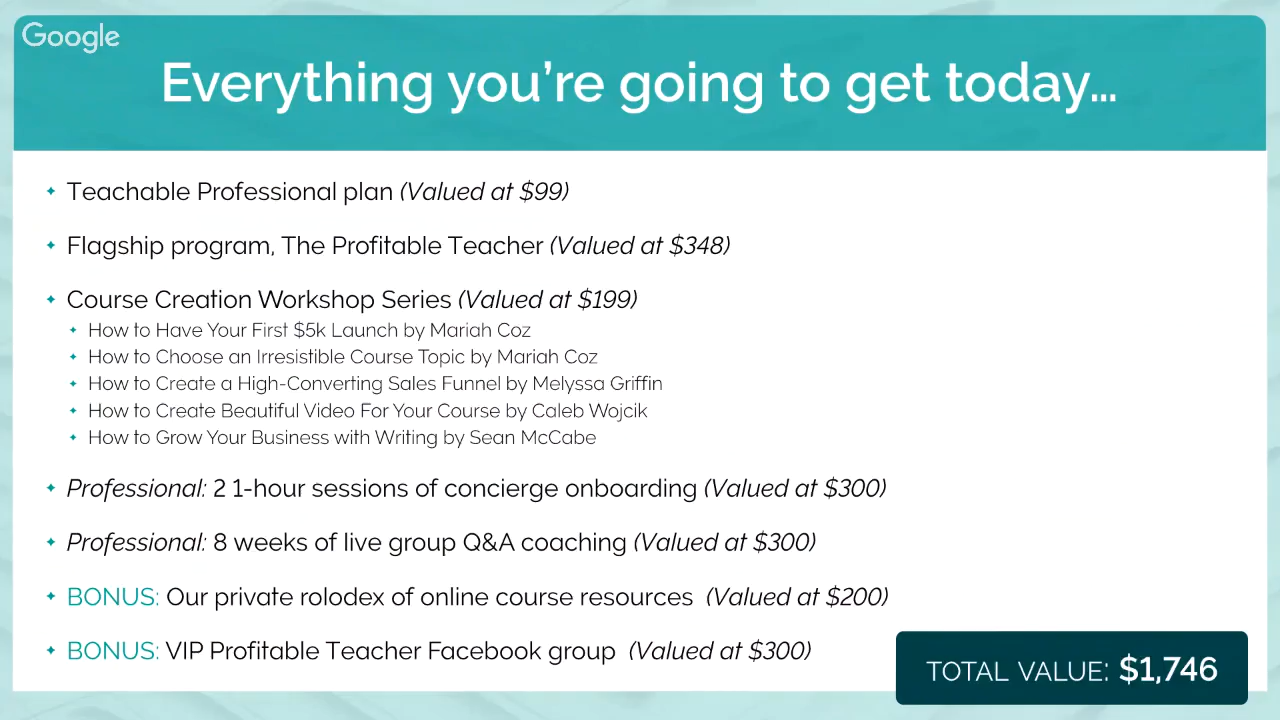 Google
Everything you're going to get today...
Teachable Professional plan (Valued at $99)
Flagship program, The Profitable Teacher (Valued at $348)
Course Creation Workshop Series (Valued at $199)
How to Have Your First $5k Launch by Mariah Coz
How to Choose an Irresistible Course Topic by Mariah Coz
How to Create a High-Converting Sales Funnel by Melyssa Griffin
How to Create Beautiful Video For Your Course by Caleb Wojcik
How to Grow Your Business with Writing by Sean McCabe
Professional: 2 1-hour sessions of concierge onboarding (Valued at $300)
Professional: 8 weeks of live group Q&A coaching (Valued at $300)
BONUS: Our private rolodex of online course resources (Valued at $200)
BONUS: VIP Profitable Teacher Facebook group (Valued at $300)
TOTAL VALUE: $1,746